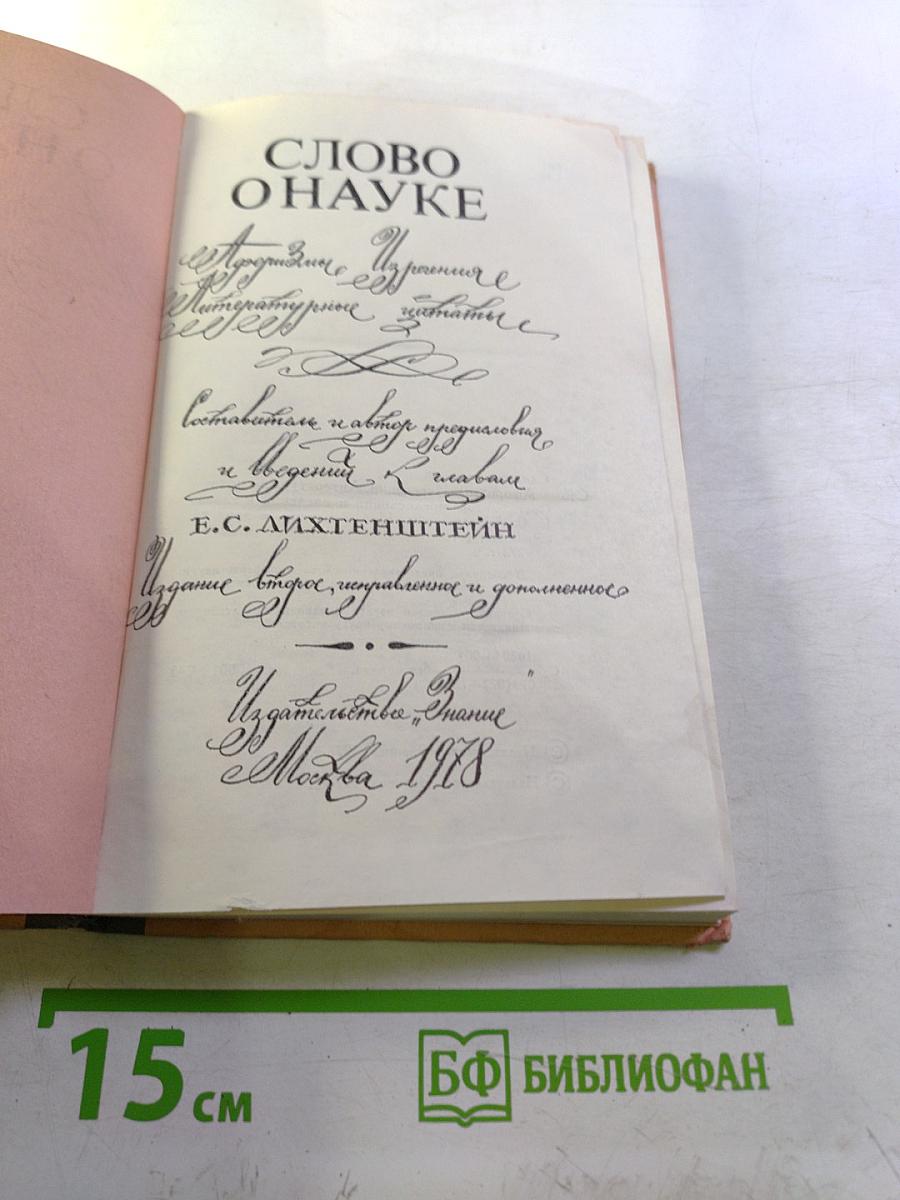 СЛОВО
О НАУКЕ
Афоризмы Изречения
Литературные цитаты
Составитель и автор предисловия
и введений к главам
Е.С. ЛИХТЕНШТЕЙН
Издание второе, исправленное и дополненное
Издательство „Знание"
Москва 1978
15 см
БФ БИБЛИОФАН